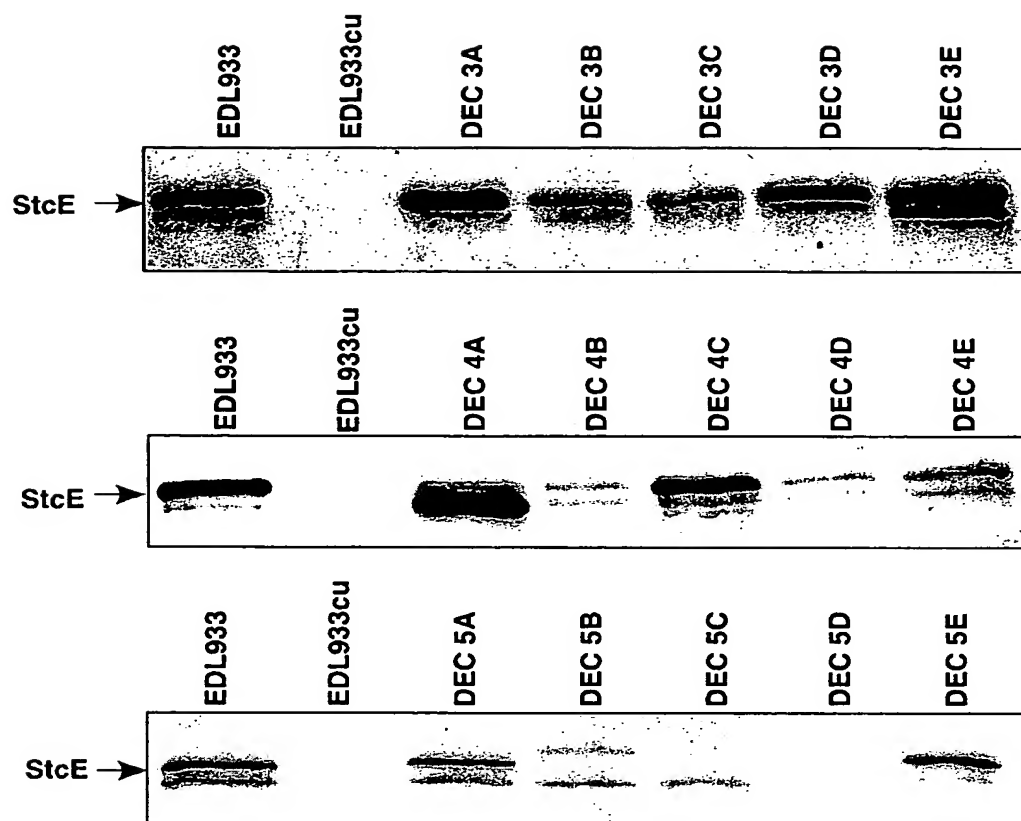 EDL933
EDL933cu
DEC 3A
DEC 3B
DEC 3C
DEC 3D
DEC 3E
StcE
EDL933
EDL933cu
DEC 4A
DEC 4B
DEC 4C
DEC 4D
DEC 4E
StcE
EDL933
EDL933cu
DEC 5A
DEC 5B
DEC 5C
DEC 5D
DEC 5E
StcE